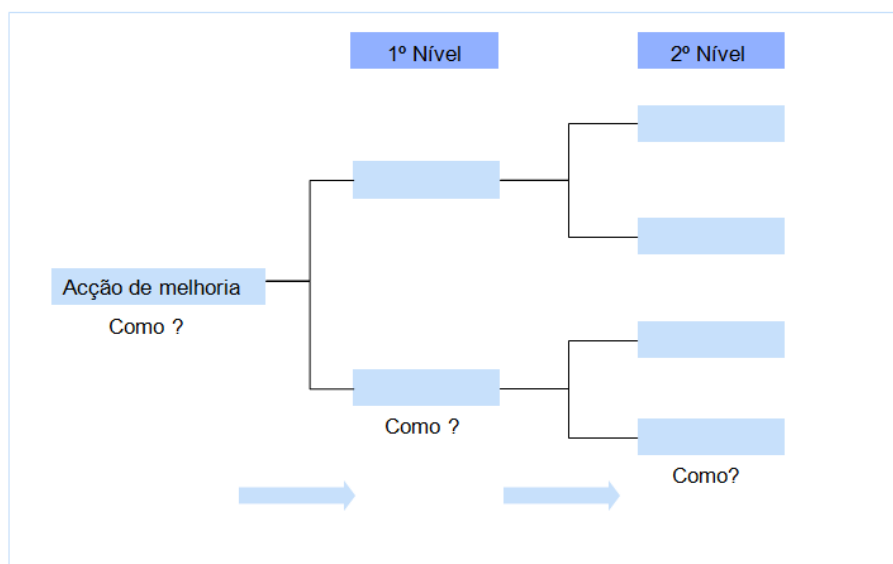 1º Nível
2º Nível
Acção de melhoria
Como ?
Como ?
Como?